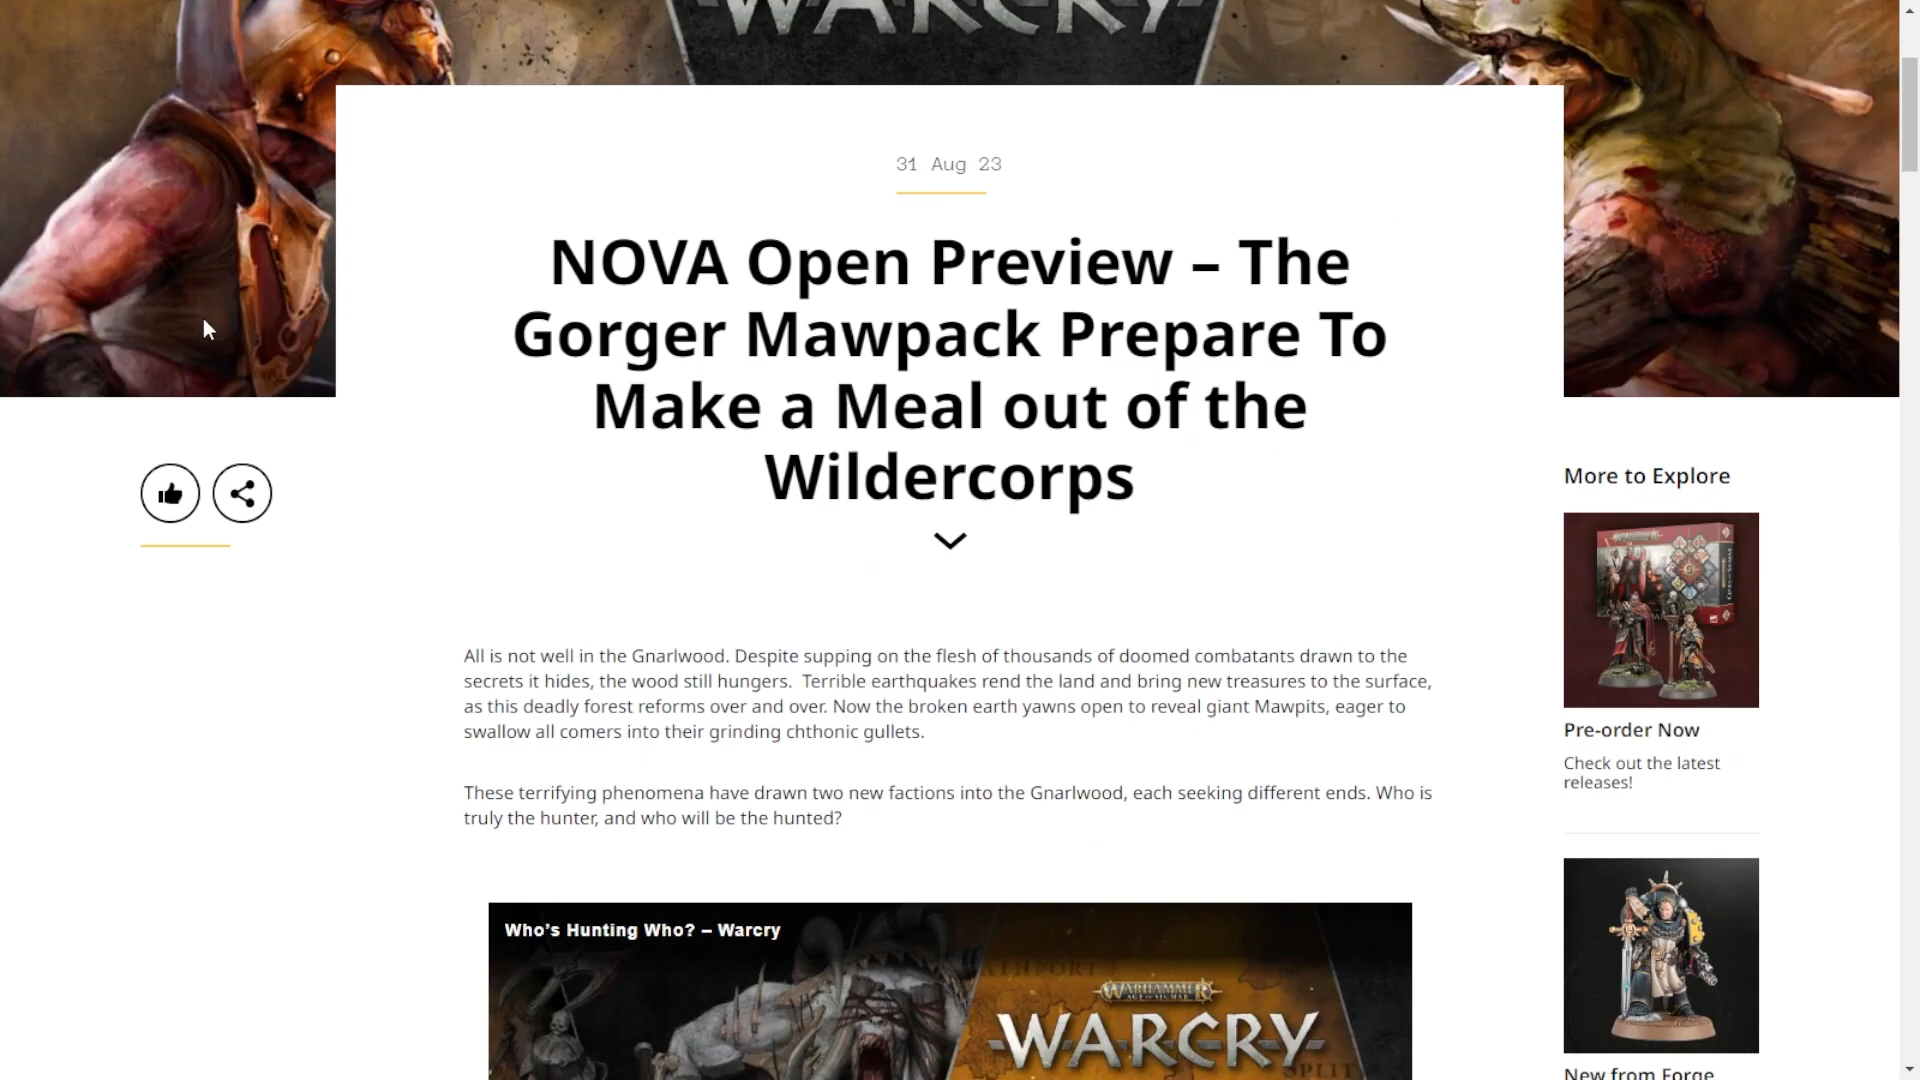 WARCRY
31 Aug 23
NOVA Open Preview – The
Gorger Mawpack Prepare To
Make a Meal out of the
Wildercorps
All is not well in the Gnarlwood. Despite supping on the flesh of thousands of doomed combatants drawn to the
secrets it hides, the wood still hungers.  Terrible earthquakes rend the land and bring new treasures to the surface,
as this deadly forest reforms over and over. Now the broken earth yawns open to reveal giant Mawpits, eager to
swallow all comers into their grinding chthonic gullets.
These terrifying phenomena have drawn two new factions into the Gnarlwood, each seeking different ends. Who is
truly the hunter, and who will be the hunted?
Who's Hunting Who? – Warcry
WARHAMMER
AGE OF SIGMAR
WARCRY
SPLIT
More to Explore
Pre-order Now
Check out the latest
releases!
New from Forge